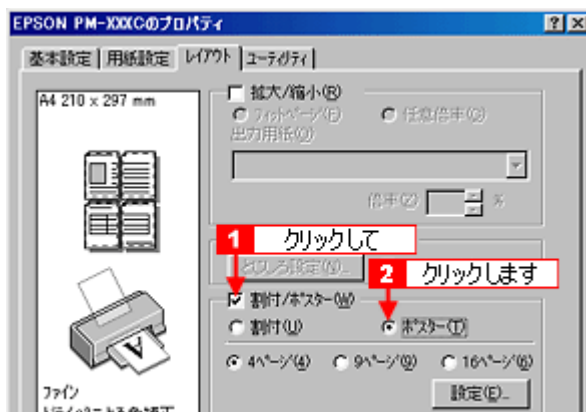 EPSON PM-XXXCのプロパティ
基本設定 用紙設定 レイアウト ユーティリティ
A4 210 x 297 mm
拡大/縮小(R)
フィットページ(F) 任意倍率(C)
出力用紙(O)
倍率(Z) %
1 クリックして
とじしろ設定(N)...
2 クリックします
割付/ポスター(W)
割付(U) ポスター(T)
4ページ(4) 9ページ(9) 16ページ(6)
設定(E)...
ファイン